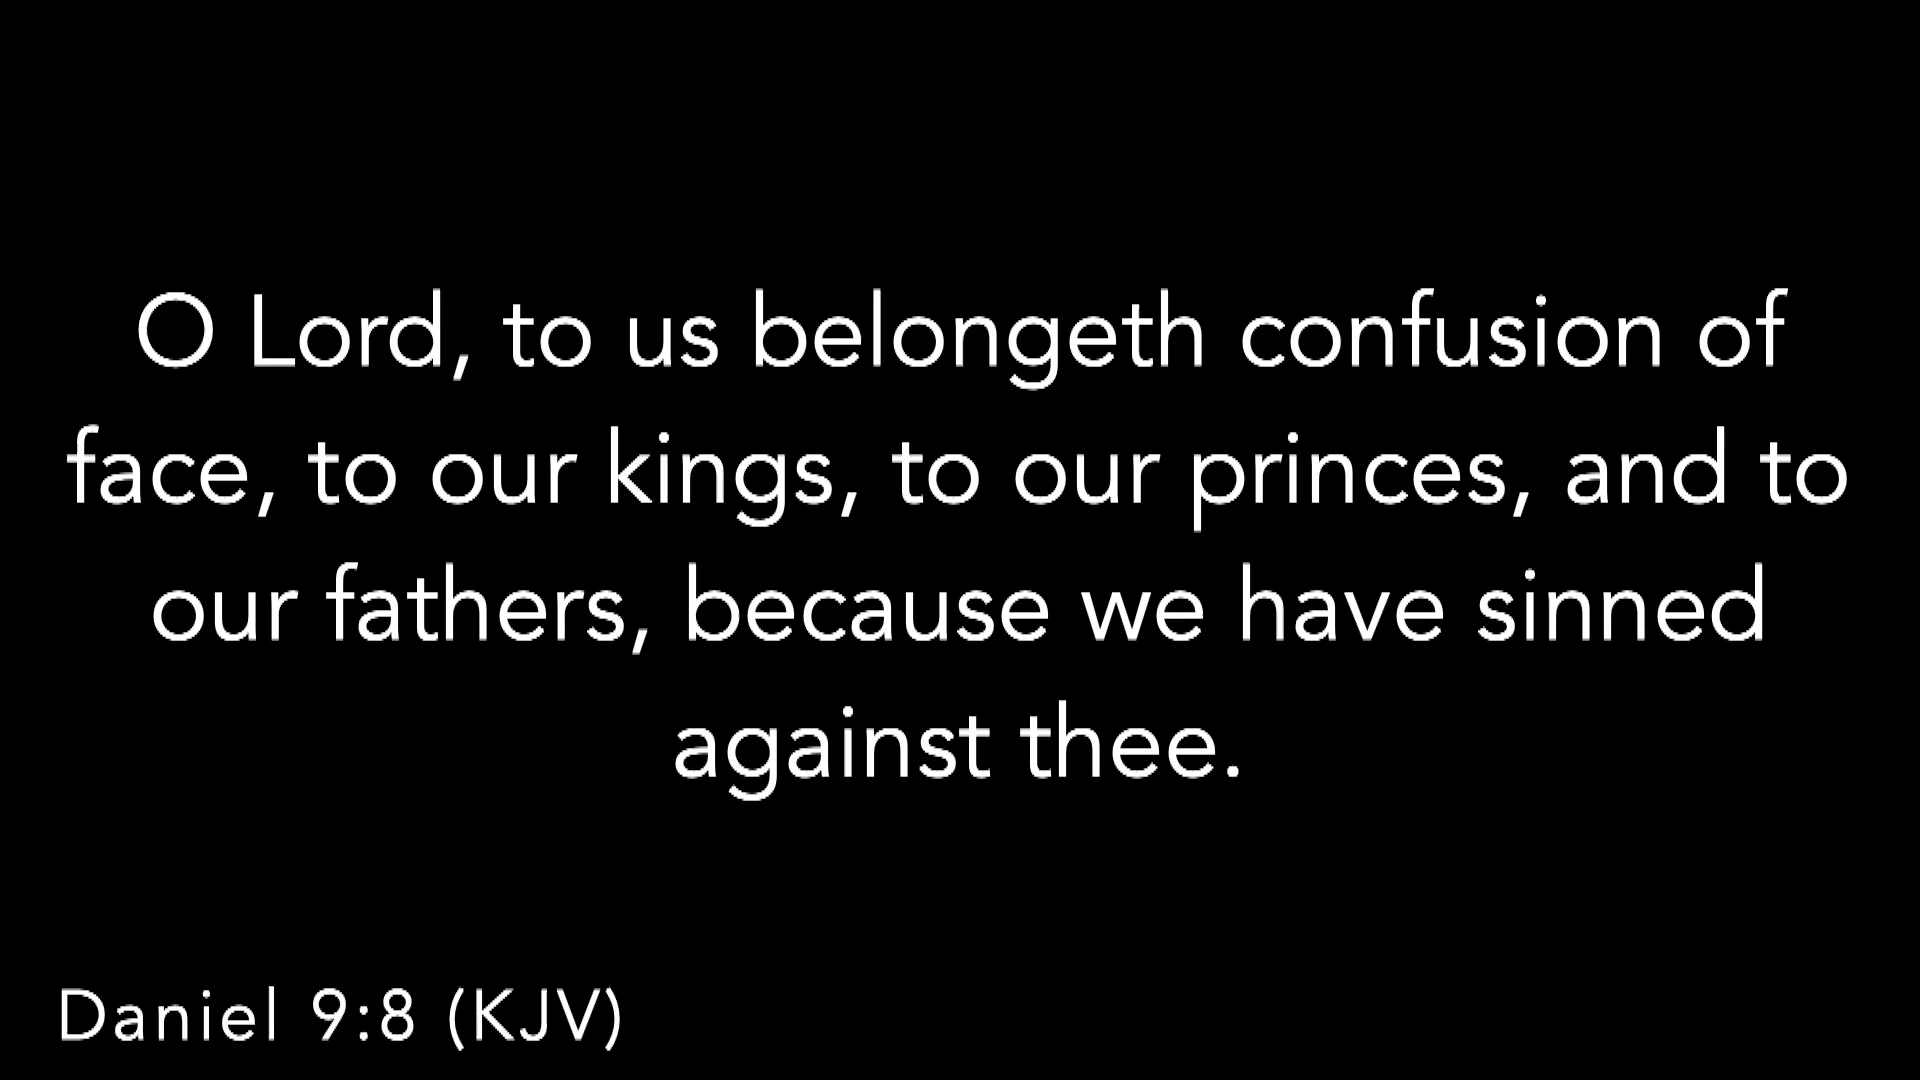 O Lord, to us belongeth confusion of
face, to our kings, to our princes, and to
our fathers, because we have sinned
against thee.
Daniel 9:8 (KJV)